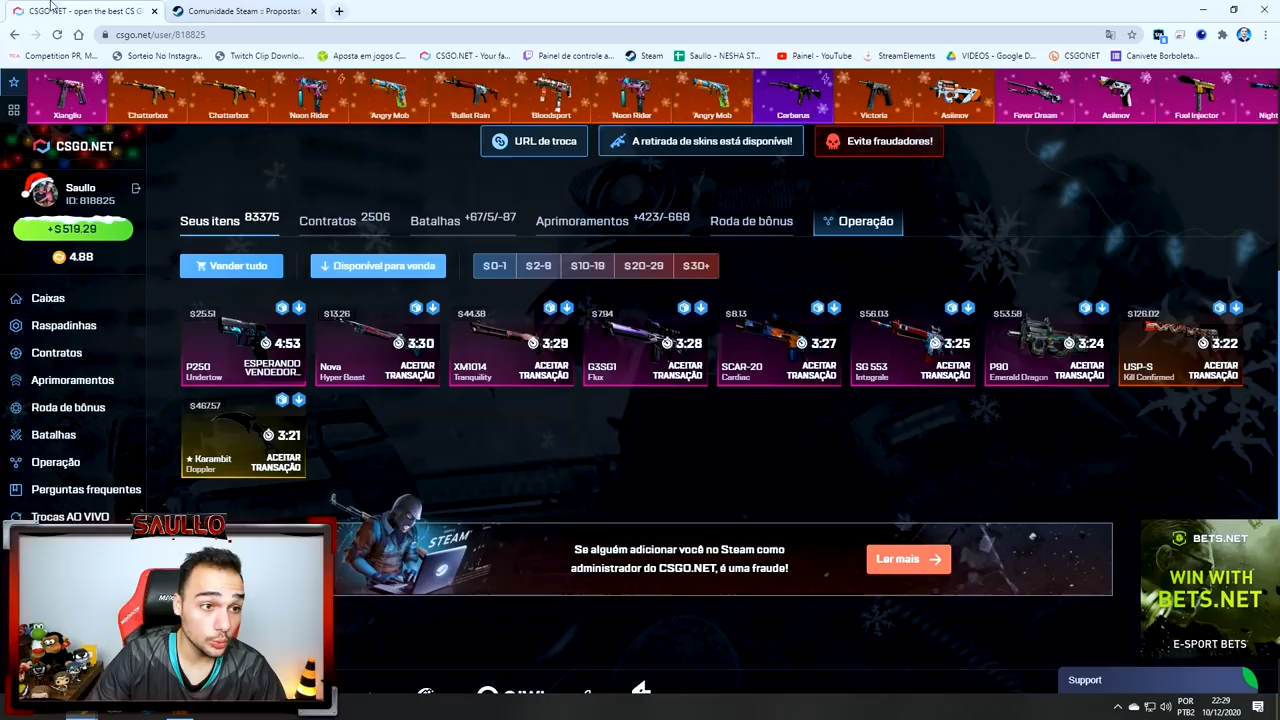 CSGO.NET - open the best CS G
Comunidade Steam :: Propostas
csgo.net/user/818825
Competition PR, M...
Sorteio No Instagra...
Twitch Clip Downlo...
Aposta em jogos C...
CSGO.NET - Your fa...
Painel de controle a...
Steam
Saullo - NESHA ST...
Painel - YouTube
StreamElements
VIDEOS - Google D...
CSGONET
Canivete Borboleta...
Xiangliu
Chatterbox
Chatterbox
Neon Rider
Angry Mob
Bullet Rain
Bloodsport
Neon Rider
Angry Mob
Cerberus
Victoria
Asiimov
Fever Dream
Asiimov
Fuel Injector
Night
CSGO.NET
URL de troca
A retirada de skins está disponível!
Evite fraudadores!
Saullo
ID: 818825
+$519.29
4.88
Seus itens 83375
Contratos 2506
Batalhas +67/5/-87
Aprimoramentos +423/-668
Roda de bônus
Operação
Vender tudo
Disponível para venda
$0-1
$2-9
$10-19
$20-29
$30+
Caixas
Raspadinhas
Contratos
Aprimoramentos
Roda de bônus
Batalhas
Operação
Perguntas frequentes
Trocas AO VIVO
$25.51
4:53
P250
Undertow
ESPERANDO
VENDEDOR...
$13.26
3:30
Nova
Hyper Beast
ACEITAR
TRANSAÇÃO
$44.38
3:29
XM1014
Tranquility
ACEITAR
TRANSAÇÃO
$7.94
3:28
G3SG1
Flux
ACEITAR
TRANSAÇÃO
$8.13
3:27
SCAR-20
Cardiac
ACEITAR
TRANSAÇÃO
$56.03
3:25
SG 553
Integrale
ACEITAR
TRANSAÇÃO
$53.58
3:24
P90
Emerald Dragon
ACEITAR
TRANSAÇÃO
$126.02
3:22
USP-S
Kill Confirmed
ACEITAR
TRANSAÇÃO
$467.57
3:21
★ Karambit
Doppler
ACEITAR
TRANSAÇÃO
SAULLO
STEAM
Se alguém adicionar você no Steam como
administrador do CSGO.NET, é uma fraude!
Ler mais
BETS.NET
WIN WITH
BETS.NET
E-SPORT BETS
Support
POR
PTB2
22:29
10/12/2020